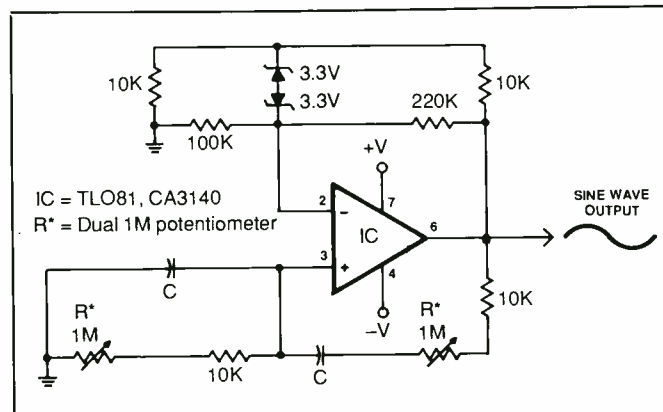 10K
3.3V
3.3V
10K
220K
100K
+V
IC = TLO81, CA3140
R* = Dual 1M potentiometer
2
−
7
IC
6
SINE WAVE
OUTPUT
3
+
4
C
R*
1M
−V
R*
1M
10K
10K
C